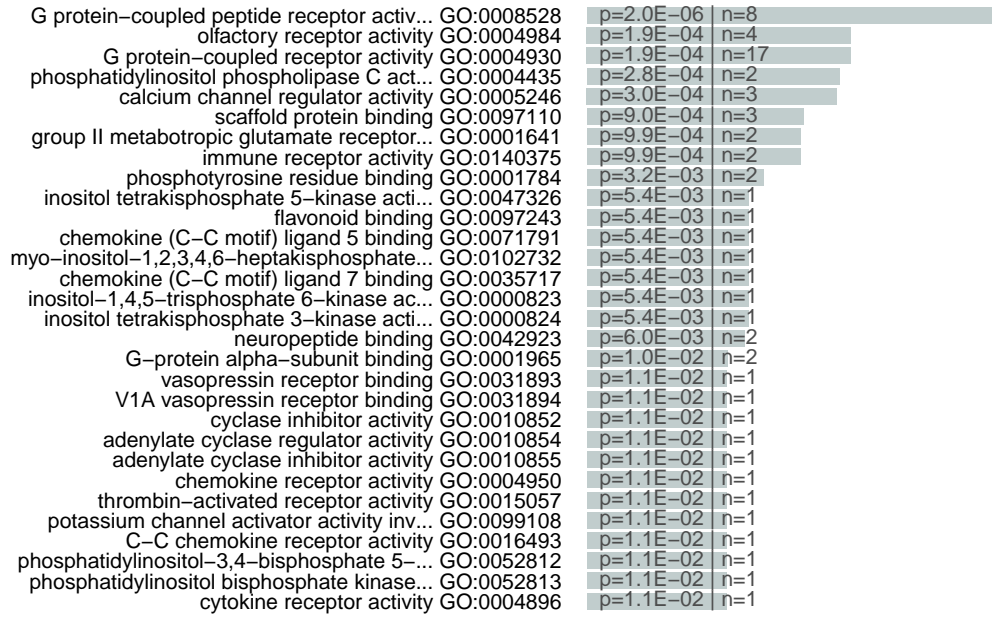 G protein−coupled peptide receptor activ... GO:0008528 p=2.0E−06 n=8
olfactory receptor activity GO:0004984 p=1.9E−04 n=4
G protein−coupled receptor activity GO:0004930 p=1.9E−04 n=17
phosphatidylinositol phospholipase C act... GO:0004435 p=2.8E−04 n=2
calcium channel regulator activity GO:0005246 p=3.0E−04 n=3
scaffold protein binding GO:0097110 p=9.0E−04 n=3
group II metabotropic glutamate receptor... GO:0001641 p=9.9E−04 n=2
immune receptor activity GO:0140375 p=9.9E−04 n=2
phosphotyrosine residue binding GO:0001784 p=3.2E−03 n=2
inositol tetrakisphosphate 5−kinase acti... GO:0047326 p=5.4E−03 n=1
flavonoid binding GO:0097243 p=5.4E−03 n=1
chemokine (C−C motif) ligand 5 binding GO:0071791 p=5.4E−03 n=1
myo−inositol−1,2,3,4,6−heptakisphosphate... GO:0102732 p=5.4E−03 n=1
chemokine (C−C motif) ligand 7 binding GO:0035717 p=5.4E−03 n=1
inositol−1,4,5−trisphosphate 6−kinase ac... GO:0000823 p=5.4E−03 n=1
inositol tetrakisphosphate 3−kinase acti... GO:0000824 p=5.4E−03 n=1
neuropeptide binding GO:0042923 p=6.0E−03 n=2
G−protein alpha−subunit binding GO:0001965 p=1.0E−02 n=2
vasopressin receptor binding GO:0031893 p=1.1E−02 n=1
V1A vasopressin receptor binding GO:0031894 p=1.1E−02 n=1
cyclase inhibitor activity GO:0010852 p=1.1E−02 n=1
adenylate cyclase regulator activity GO:0010854 p=1.1E−02 n=1
adenylate cyclase inhibitor activity GO:0010855 p=1.1E−02 n=1
chemokine receptor activity GO:0004950 p=1.1E−02 n=1
thrombin−activated receptor activity GO:0015057 p=1.1E−02 n=1
potassium channel activator activity inv... GO:0099108 p=1.1E−02 n=1
C−C chemokine receptor activity GO:0016493 p=1.1E−02 n=1
phosphatidylinositol−3,4−bisphosphate 5−... GO:0052812 p=1.1E−02 n=1
phosphatidylinositol bisphosphate kinase... GO:0052813 p=1.1E−02 n=1
cytokine receptor activity GO:0004896 p=1.1E−02 n=1